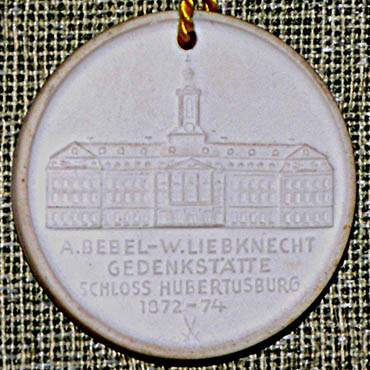 A.BEBEL-W.LIEBKNECHT
GEDENKSTÄTTE
SCHLOSS HUBERTUSBURG
1872-74